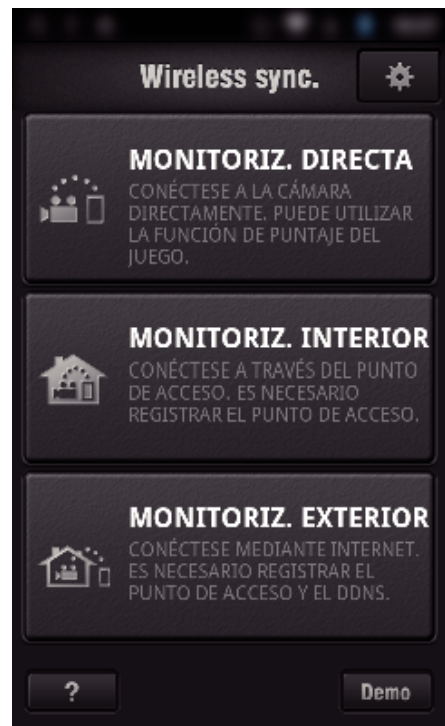 Wireless sync.
MONITORIZ. DIRECTA
CONÉCTESE A LA CÁMARA
DIRECTAMENTE. PUEDE UTILIZAR
LA FUNCIÓN DE PUNTAJE DEL
JUEGO.
MONITORIZ. INTERIOR
CONÉCTESE A TRAVÉS DEL PUNTO
DE ACCESO. ES NECESARIO
REGISTRAR EL PUNTO DE ACCESO.
MONITORIZ. EXTERIOR
CONÉCTESE MEDIANTE INTERNET.
ES NECESARIO REGISTRAR EL
PUNTO DE ACCESO Y EL DDNS.
? Demo